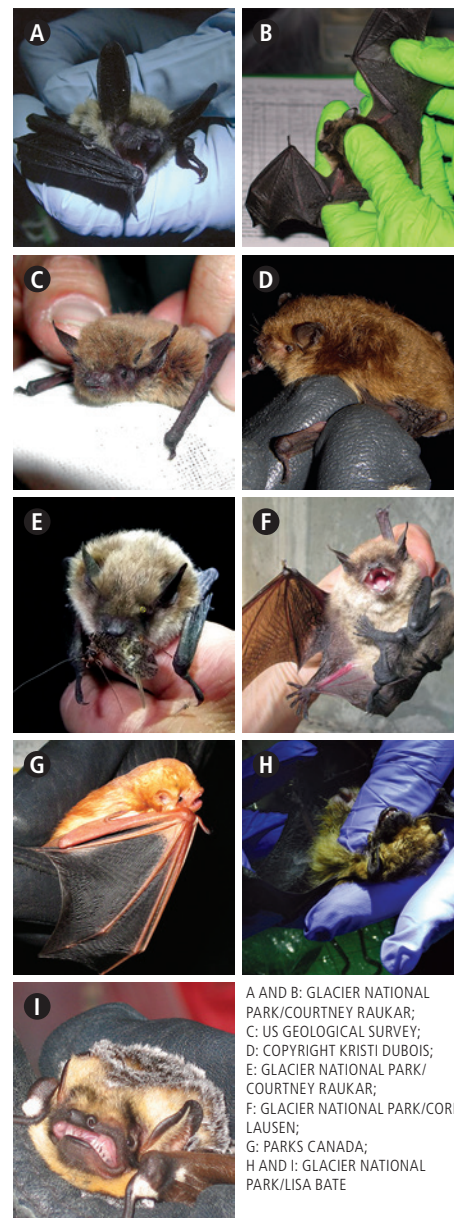 A
B
C
D
E
F
G
H
I
A AND B: GLACIER NATIONAL
PARK/COURTNEY RAUKAR;
C: US GEOLOGICAL SURVEY;
D: COPYRIGHT KRISTI DUBOIS;
E: GLACIER NATIONAL PARK/
COURTNEY RAUKAR;
F: GLACIER NATIONAL PARK/CORI
LAUSEN;
G: PARKS CANADA;
H AND I: GLACIER NATIONAL
PARK/LISA BATE